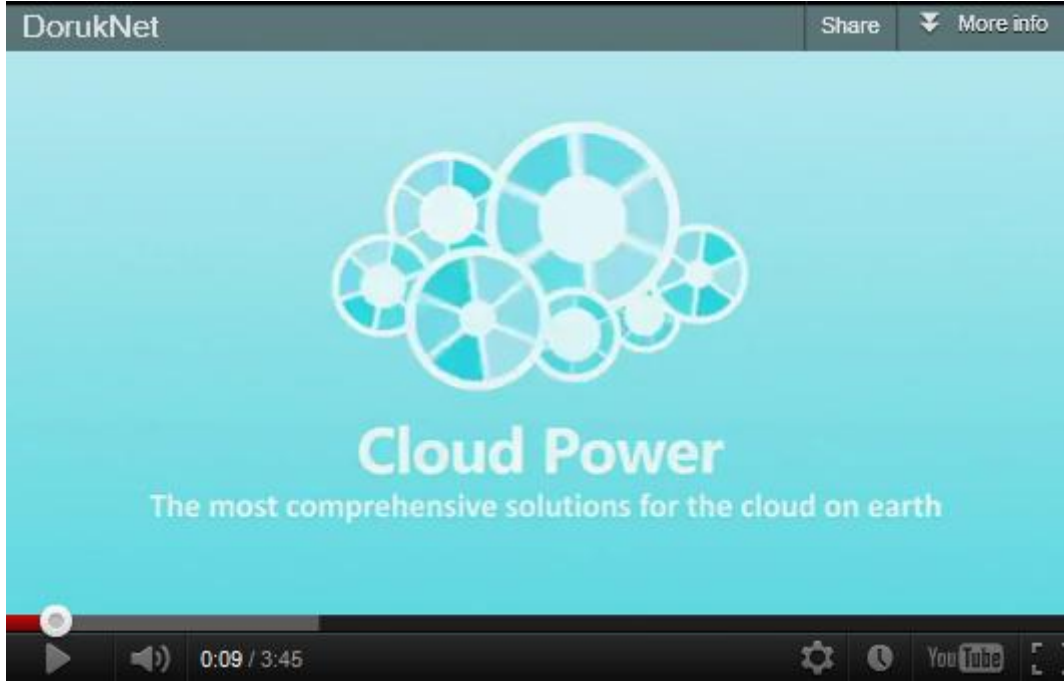 DorukNet
Share
More info
Cloud Power
The most comprehensive solutions for the cloud on earth
0:09 / 3:45
YouTube